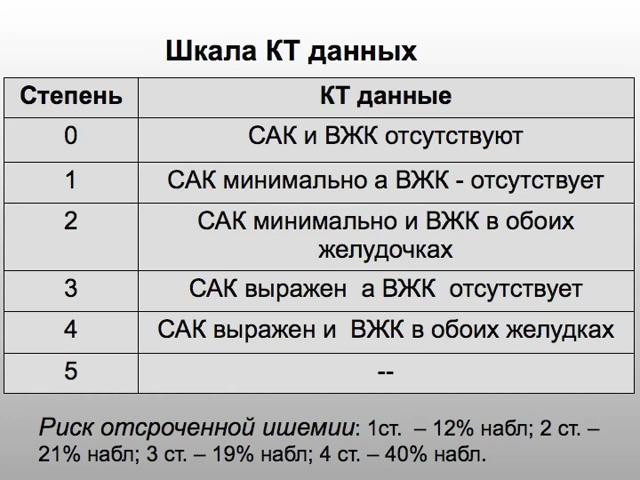 Шкала КТ данных
Степень КТ данные
0 САК и ВЖК отсутствуют
1 САК минимально а ВЖК - отсутствует
2 САК минимально и ВЖК в обоих
желудочках
3 САК выражен а ВЖК отсутствует
4 САК выражен и ВЖК в обоих желудках
5 --
Риск отсроченной ишемии: 1ст. – 12% набл; 2 ст. –
21% набл; 3 ст. – 19% набл; 4 ст. – 40% набл.